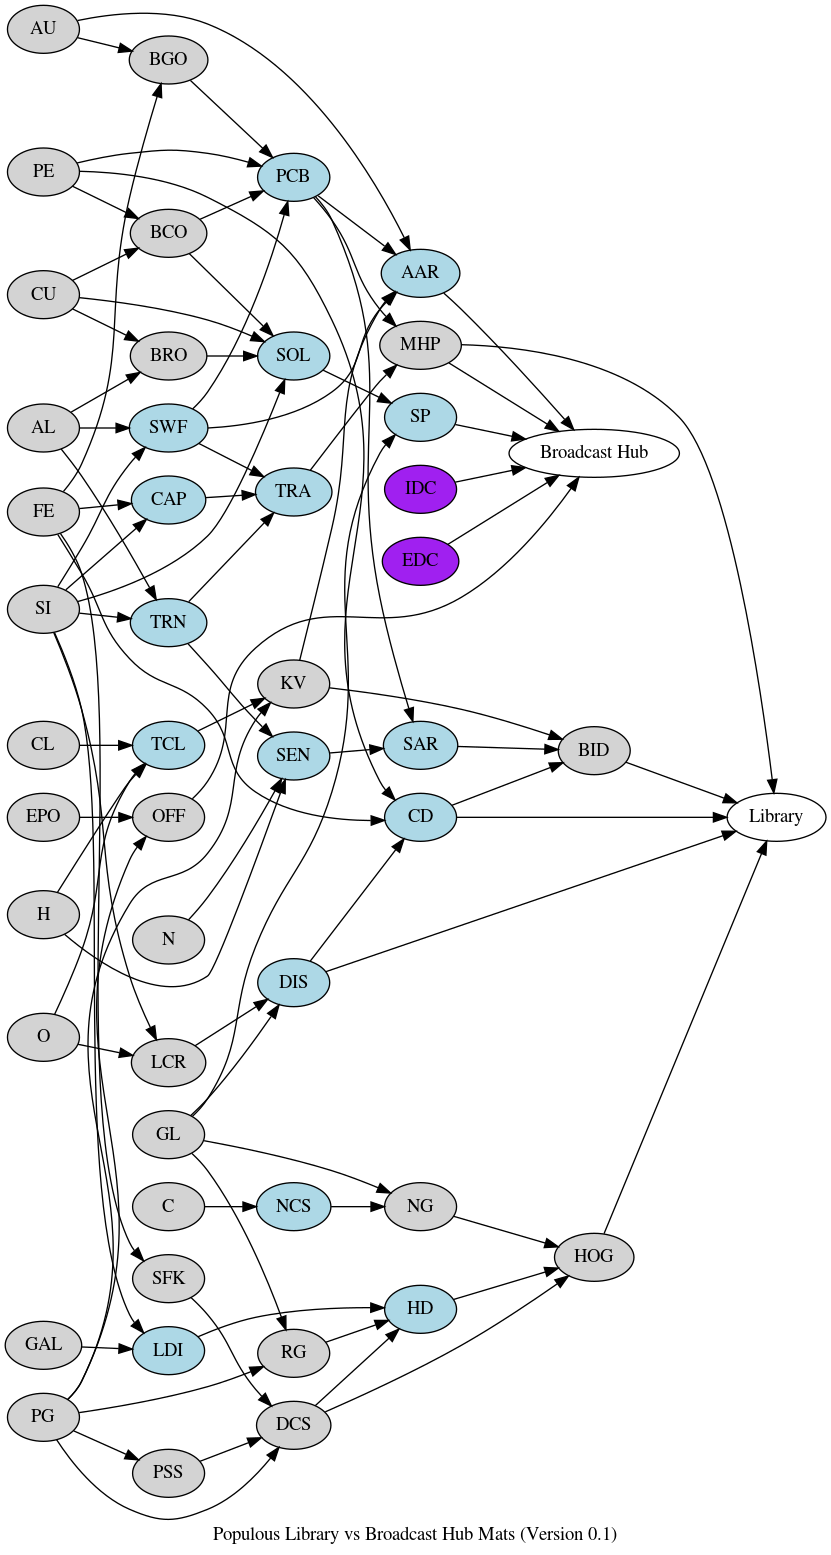 AU
BGO
PE
PCB
BCO
AAR
CU
MHP
BRO
SOL
SP
AL
SWF
Broadcast Hub
IDC
TRA
CAP
FE
EDC
SI
TRN
KV
CL
TCL
SEN
SAR
BID
EPO
OFF
CD
Library
H
N
DIS
O
LCR
GL
C
NCS
NG
HOG
SFK
HD
GAL
LDI
RG
PG
DCS
PSS
Populous Library vs Broadcast Hub Mats (Version 0.1)